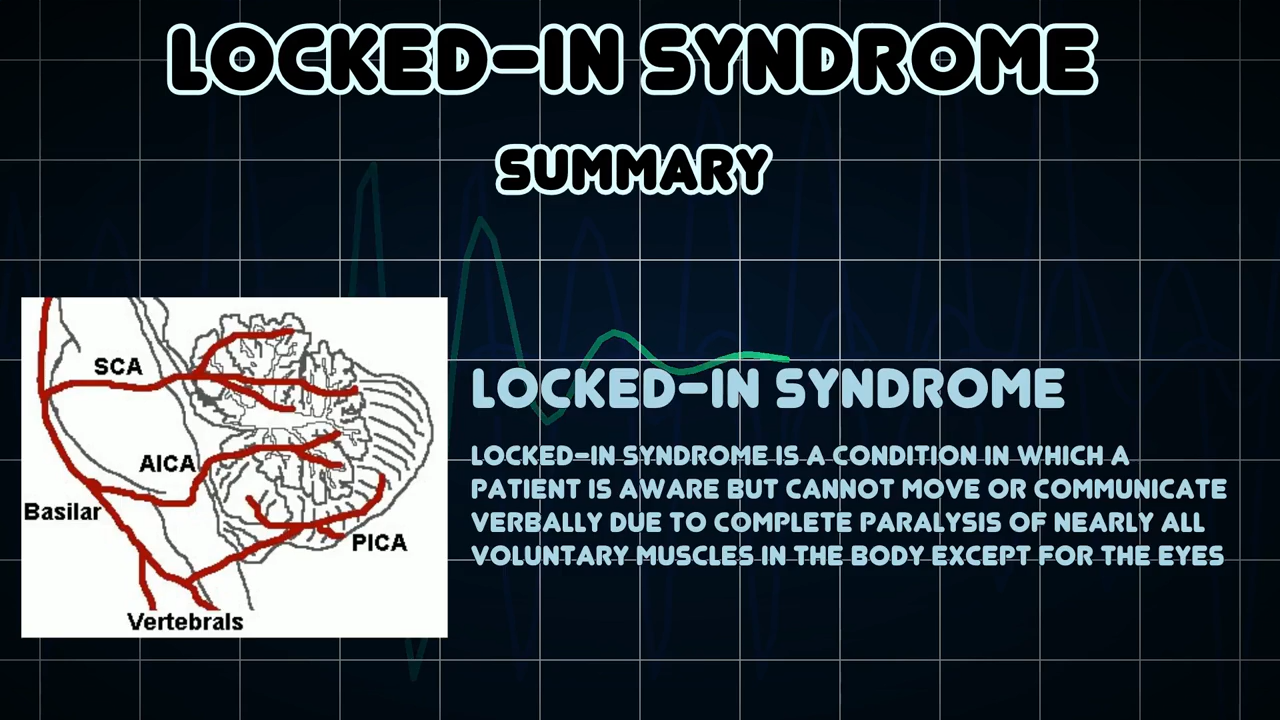 LOCKED-IN SYNDROME
SUMMARY
SCA
AICA
Basilar
PICA
Vertebrals
LOCKED-IN SYNDROME
LOCKED-IN SYNDROME IS A CONDITION IN WHICH A
PATIENT IS AWARE BUT CANNOT MOVE OR COMMUNICATE
VERBALLY DUE TO COMPLETE PARALYSIS OF NEARLY ALL
VOLUNTARY MUSCLES IN THE BODY EXCEPT FOR THE EYES